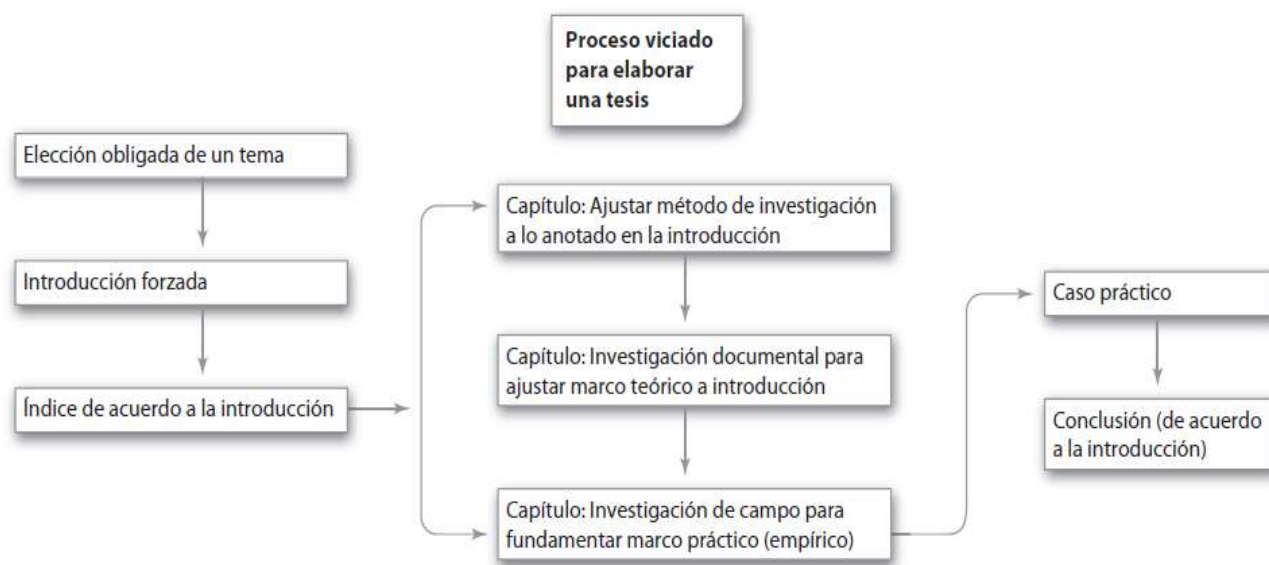 Proceso viciado
para elaborar
una tesis
Elección obligada de un tema
Introducción forzada
Índice de acuerdo a la introducción
Capítulo: Ajustar método de investigación
a lo anotado en la introducción
Capítulo: Investigación documental para
ajustar marco teórico a introducción
Capítulo: Investigación de campo para
fundamentar marco práctico (empírico)
Caso práctico
Conclusión (de acuerdo
a la introducción)